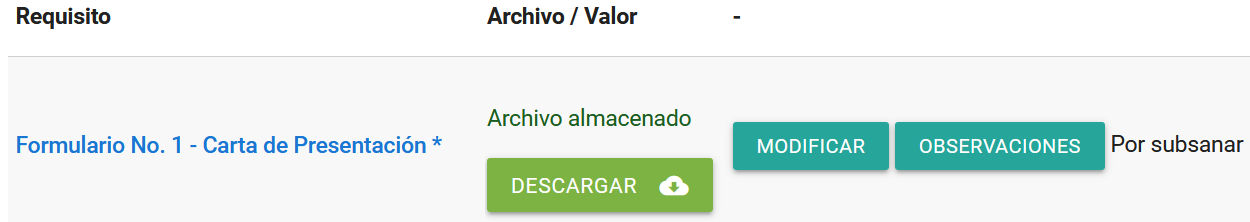 Requisito Archivo / Valor -
Archivo almacenado
Formulario No. 1 - Carta de Presentación * MODIFICAR OBSERVACIONES Por subsanar
DESCARGAR